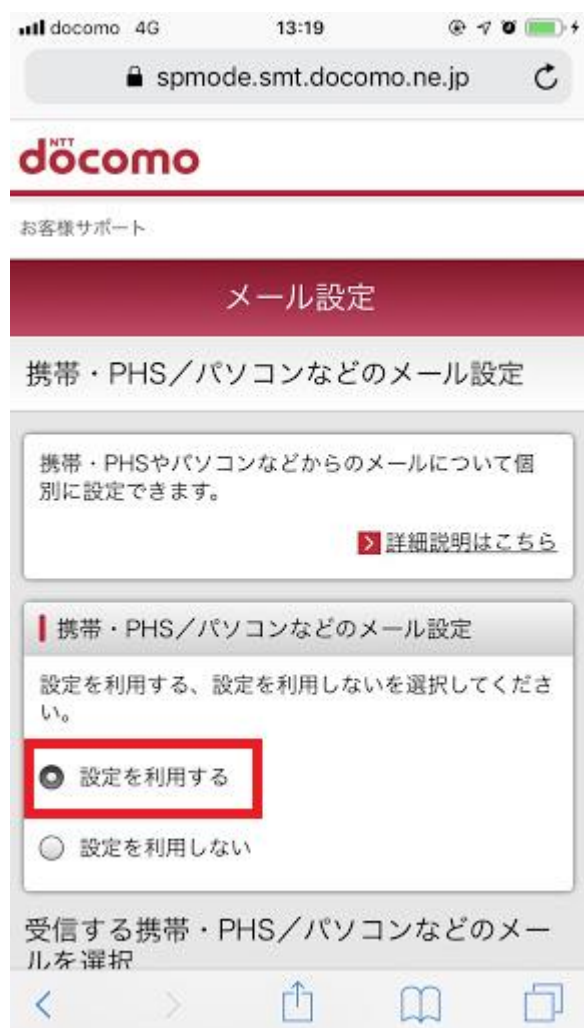 docomo 4G 13:19
spmode.smt.docomo.ne.jp
NTT
döcomo
お客様サポート
メール設定
携帯・PHS／パソコンなどのメール設定
携帯・PHSやパソコンなどからのメールについて個
別に設定できます。
詳細説明はこちら
携帯・PHS／パソコンなどのメール設定
設定を利用する、設定を利用しないを選択してくださ
い。
設定を利用する
設定を利用しない
受信する携帯・PHS／パソコンなどのメー
ルを選択